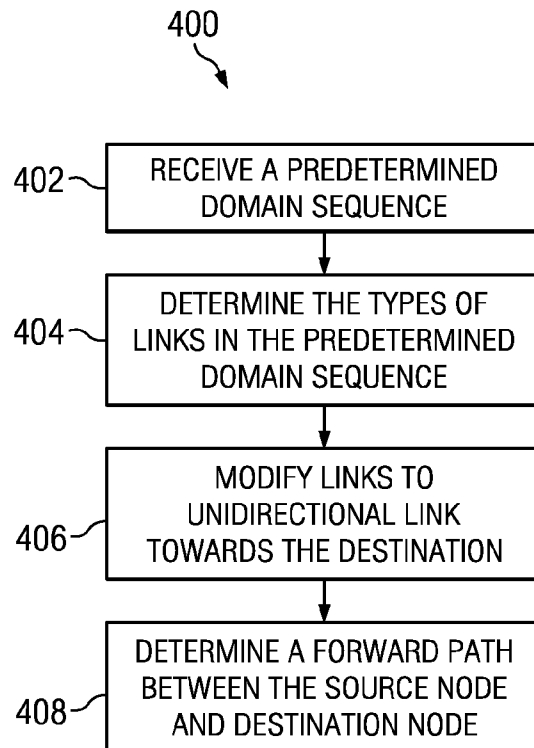 400
402
RECEIVE A PREDETERMINED
DOMAIN SEQUENCE
404
DETERMINE THE TYPES OF
LINKS IN THE PREDETERMINED
DOMAIN SEQUENCE
406
MODIFY LINKS TO
UNIDIRECTIONAL LINK
TOWARDS THE DESTINATION
408
DETERMINE A FORWARD PATH
BETWEEN THE SOURCE NODE
AND DESTINATION NODE